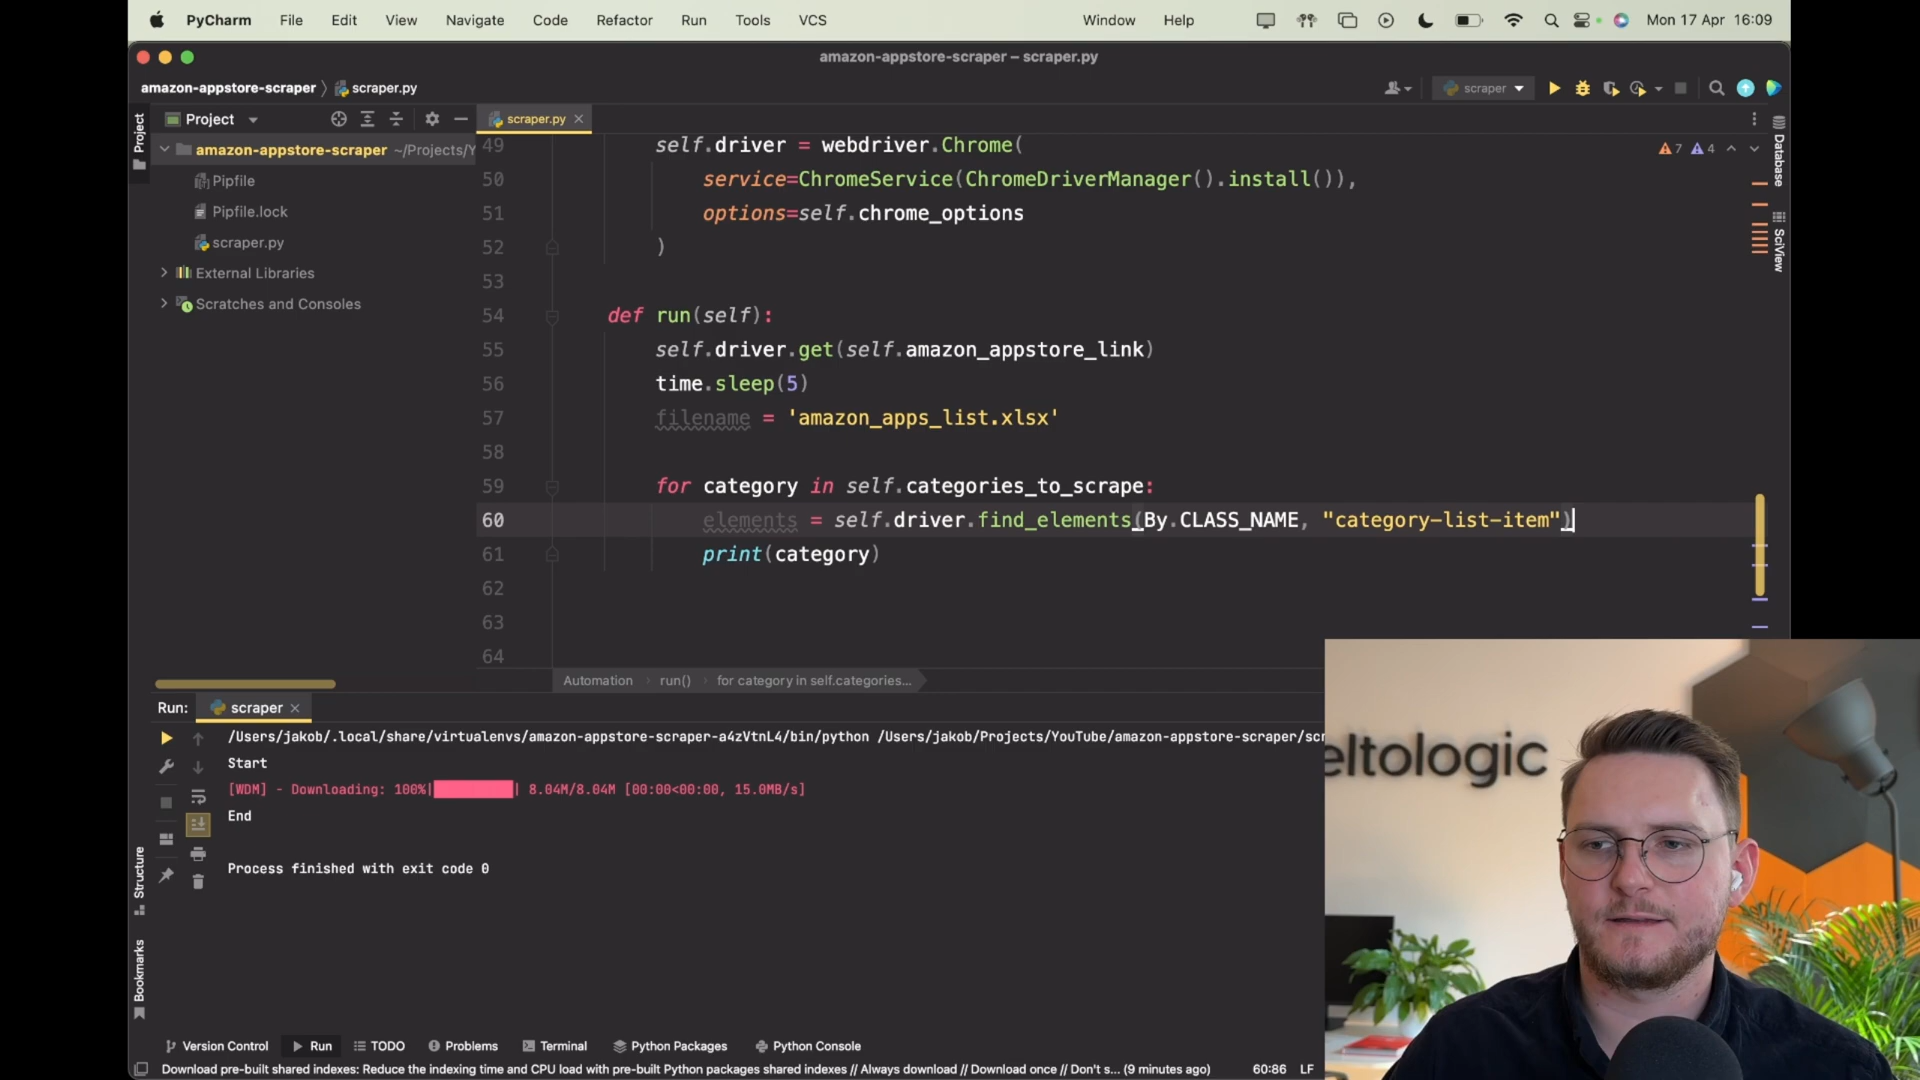 PyCharm File Edit View Navigate Code Refactor Run Tools VCS Window Help Mon 17 Apr 16:09
amazon-appstore-scraper – scraper.py
amazon-appstore-scraper scraper.py
scraper
Project
Project
scraper.py
amazon-appstore-scraper ~/Projects/Y
Pipfile
Pipfile.lock
scraper.py
External Libraries
Scratches and Consoles
7 4
Database
SciView
49 self.driver = webdriver.Chrome(
50 service=ChromeService(ChromeDriverManager().install()),
51 options=self.chrome_options
52 )
53
54 def run(self):
55 self.driver.get(self.amazon_appstore_link)
56 time.sleep(5)
57 filename = 'amazon_apps_list.xlsx'
58
59 for category in self.categories_to_scrape:
60 elements = self.driver.find_elements(By.CLASS_NAME, "category-list-item")
61 print(category)
62
63
64
Automation run() for category in self.categories...
Run: scraper
/Users/jakob/.local/share/virtualenvs/amazon-appstore-scraper-a4zVtnL4/bin/python /Users/jakob/Projects/YouTube/amazon-appstore-scraper/scr
Start
[WDM] - Downloading: 100%| | 8.04M/8.04M [00:00<00:00, 15.0MB/s]
End
Process finished with exit code 0
eltologic
Structure
Bookmarks
Version Control Run TODO Problems Terminal Python Packages Python Console
Download pre-built shared indexes: Reduce the indexing time and CPU load with pre-built Python packages shared indexes // Always download // Download once // Don't s... (9 minutes ago) 60:86 LF